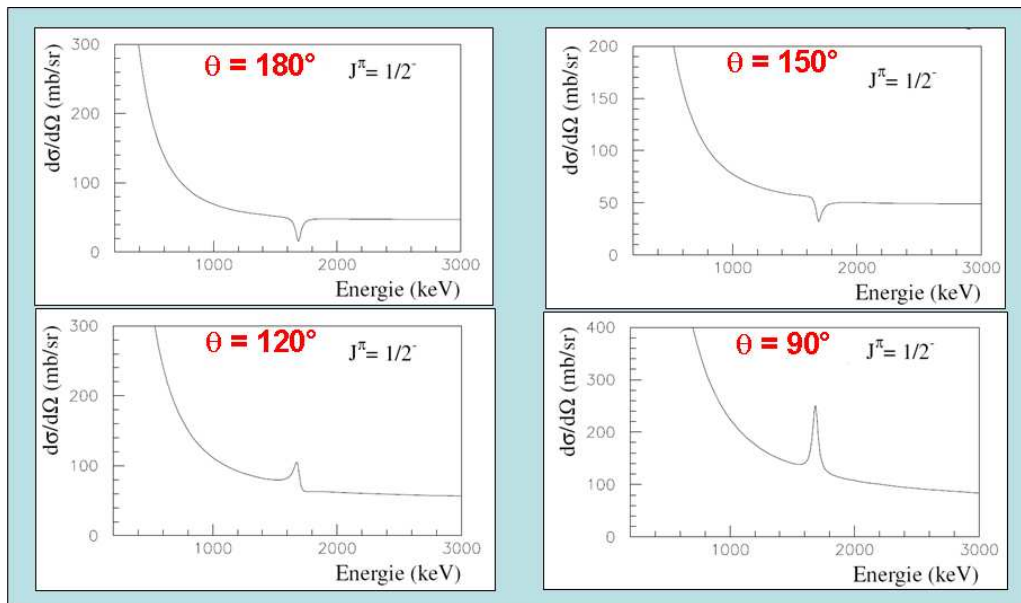 θ = 180°
J^π = 1/2⁻
dσ/dΩ (mb/sr)
300
200
100
0
1000
2000
3000
Energie (keV)
θ = 150°
J^π = 1/2⁻
dσ/dΩ (mb/sr)
200
150
100
50
0
1000
2000
3000
Energie (keV)
θ = 120°
J^π = 1/2⁻
dσ/dΩ (mb/sr)
300
200
100
0
1000
2000
3000
Energie (keV)
θ = 90°
J^π = 1/2⁻
dσ/dΩ (mb/sr)
400
300
200
100
0
1000
2000
3000
Energie (keV)